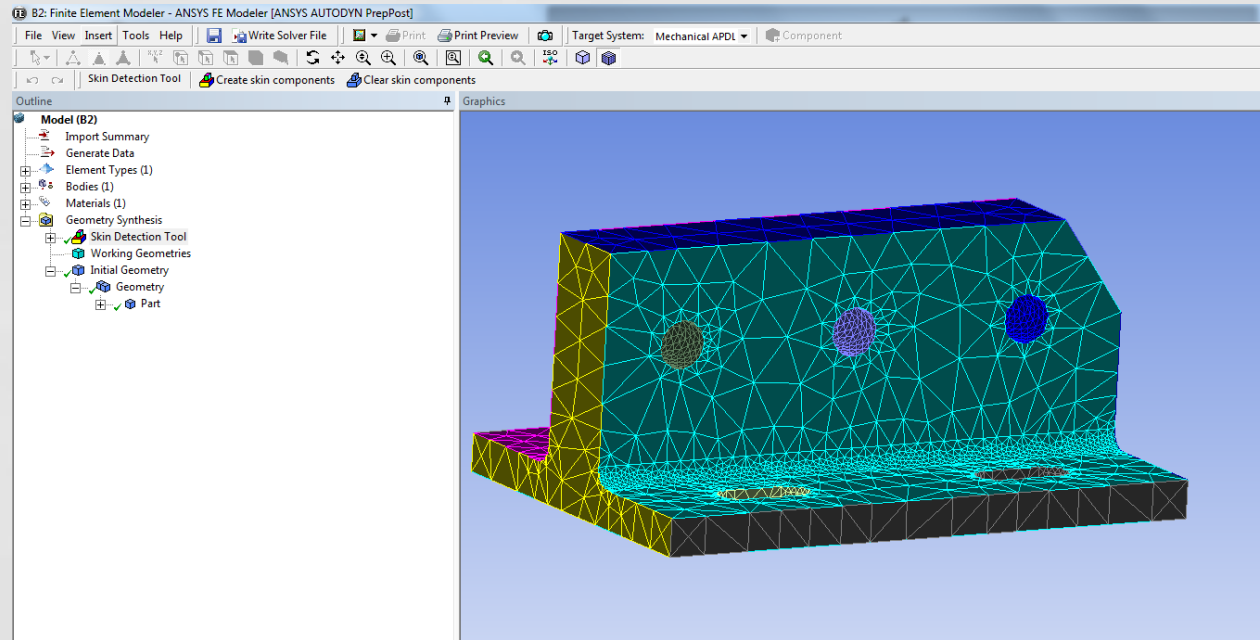 B2: Finite Element Modeler - ANSYS FE Modeler [ANSYS AUTODYN PrepPost]
File View Insert Tools Help Write Solver File Print Print Preview Target System: Mechanical APDL Component
ISO
Skin Detection Tool Create skin components Clear skin components
Outline Graphics
Model (B2)
Import Summary
Generate Data
Element Types (1)
Bodies (1)
Materials (1)
Geometry Synthesis
Skin Detection Tool
Working Geometries
Initial Geometry
Geometry
Part